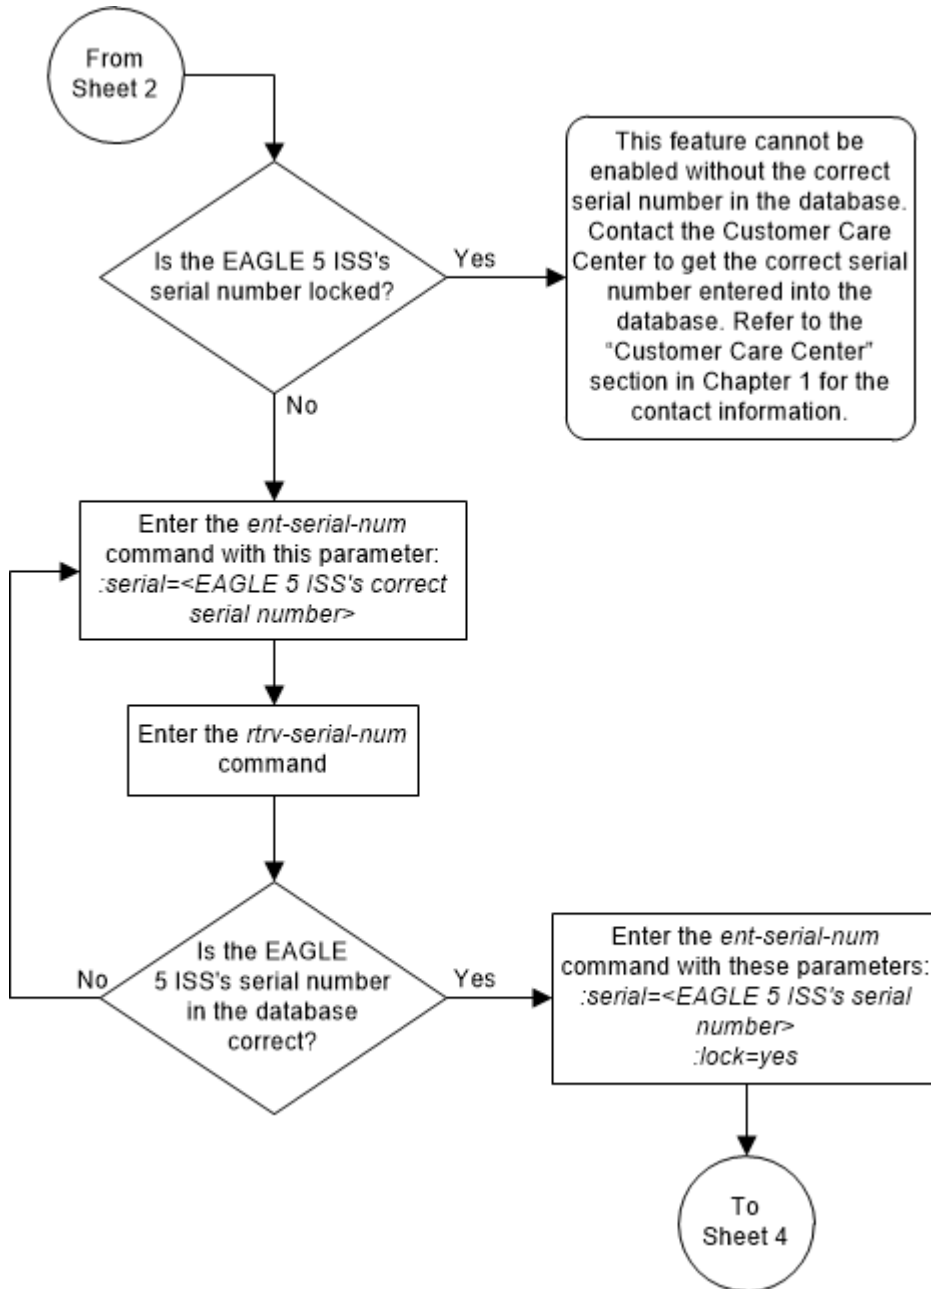 From
Sheet 2
Is the EAGLE 5 ISS's
serial number locked?
Yes
This feature cannot be
enabled without the correct
serial number in the database.
Contact the Customer Care
Center to get the correct serial
number entered into the
database. Refer to the
“Customer Care Center”
section in Chapter 1 for the
contact information.
No
Enter the ent-serial-num
command with this parameter:
:serial=<EAGLE 5 ISS's correct
serial number>
Enter the rtrv-serial-num
command
Is the EAGLE
5 ISS's serial number
in the database
correct?
No
Yes
Enter the ent-serial-num
command with these parameters:
:serial=<EAGLE 5 ISS's serial
number>
:lock=yes
To
Sheet 4